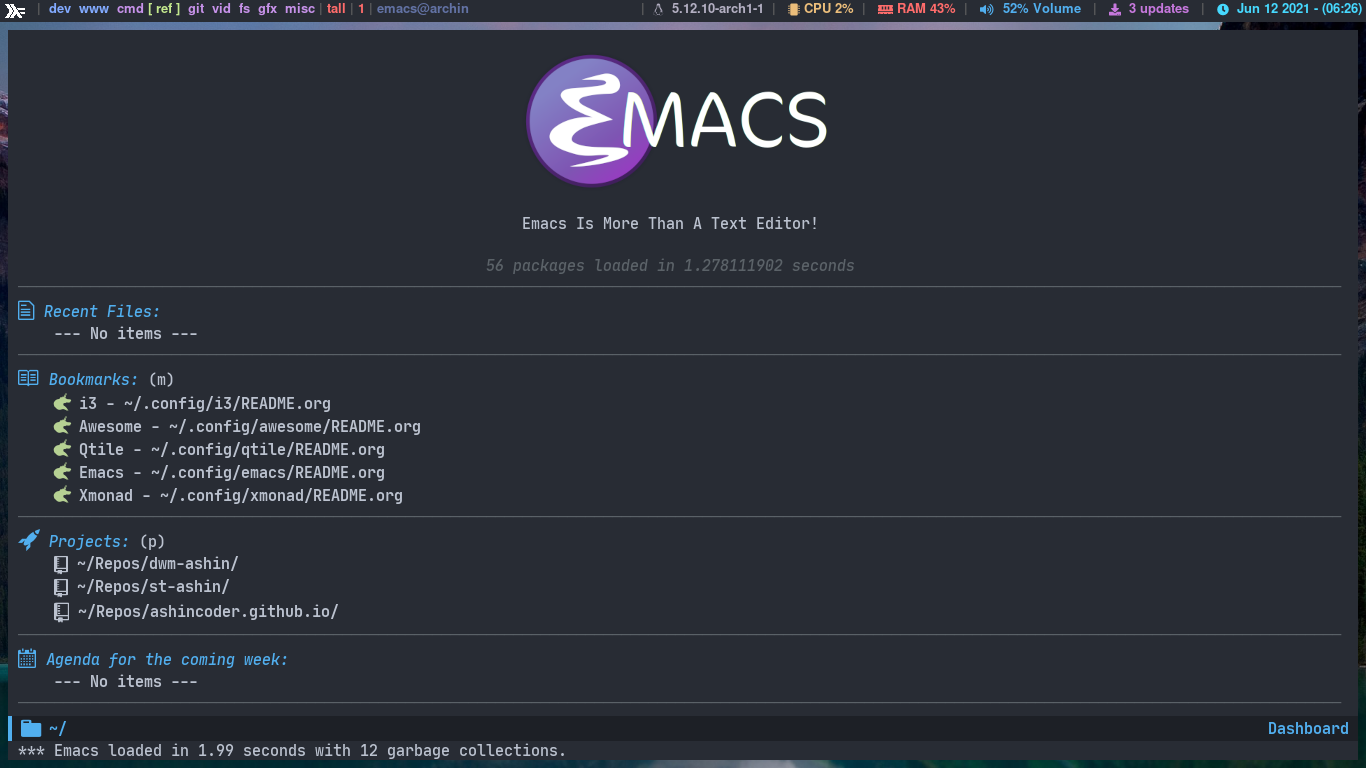 | dev www cmd [ ref ] git vid fs gfx misc | tall | 1 | emacs@archin | 5.12.10-arch1-1 | CPU 2% | RAM 43% | 52% Volume | 3 updates | Jun 12 2021 - (06:26)
EMACS
Emacs Is More Than A Text Editor!
56 packages loaded in 1.278111902 seconds
Recent Files:
--- No items ---
Bookmarks: (m)
i3 - ~/.config/i3/README.org
Awesome - ~/.config/awesome/README.org
Qtile - ~/.config/qtile/README.org
Emacs - ~/.config/emacs/README.org
Xmonad - ~/.config/xmonad/README.org
Projects: (p)
~/Repos/dwm-ashin/
~/Repos/st-ashin/
~/Repos/ashincoder.github.io/
Agenda for the coming week:
--- No items ---
~/ Dashboard
*** Emacs loaded in 1.99 seconds with 12 garbage collections.